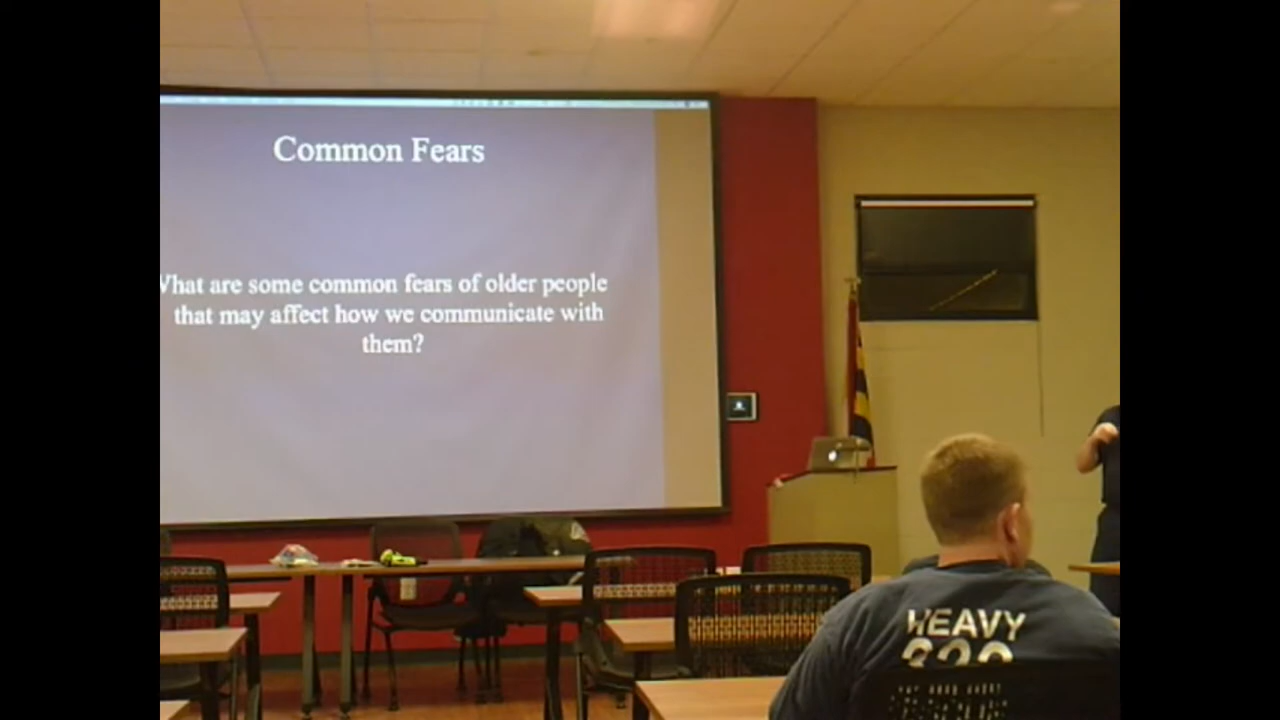 Common Fears
What are some common fears of older people
that may affect how we communicate with
them?
HEAVY